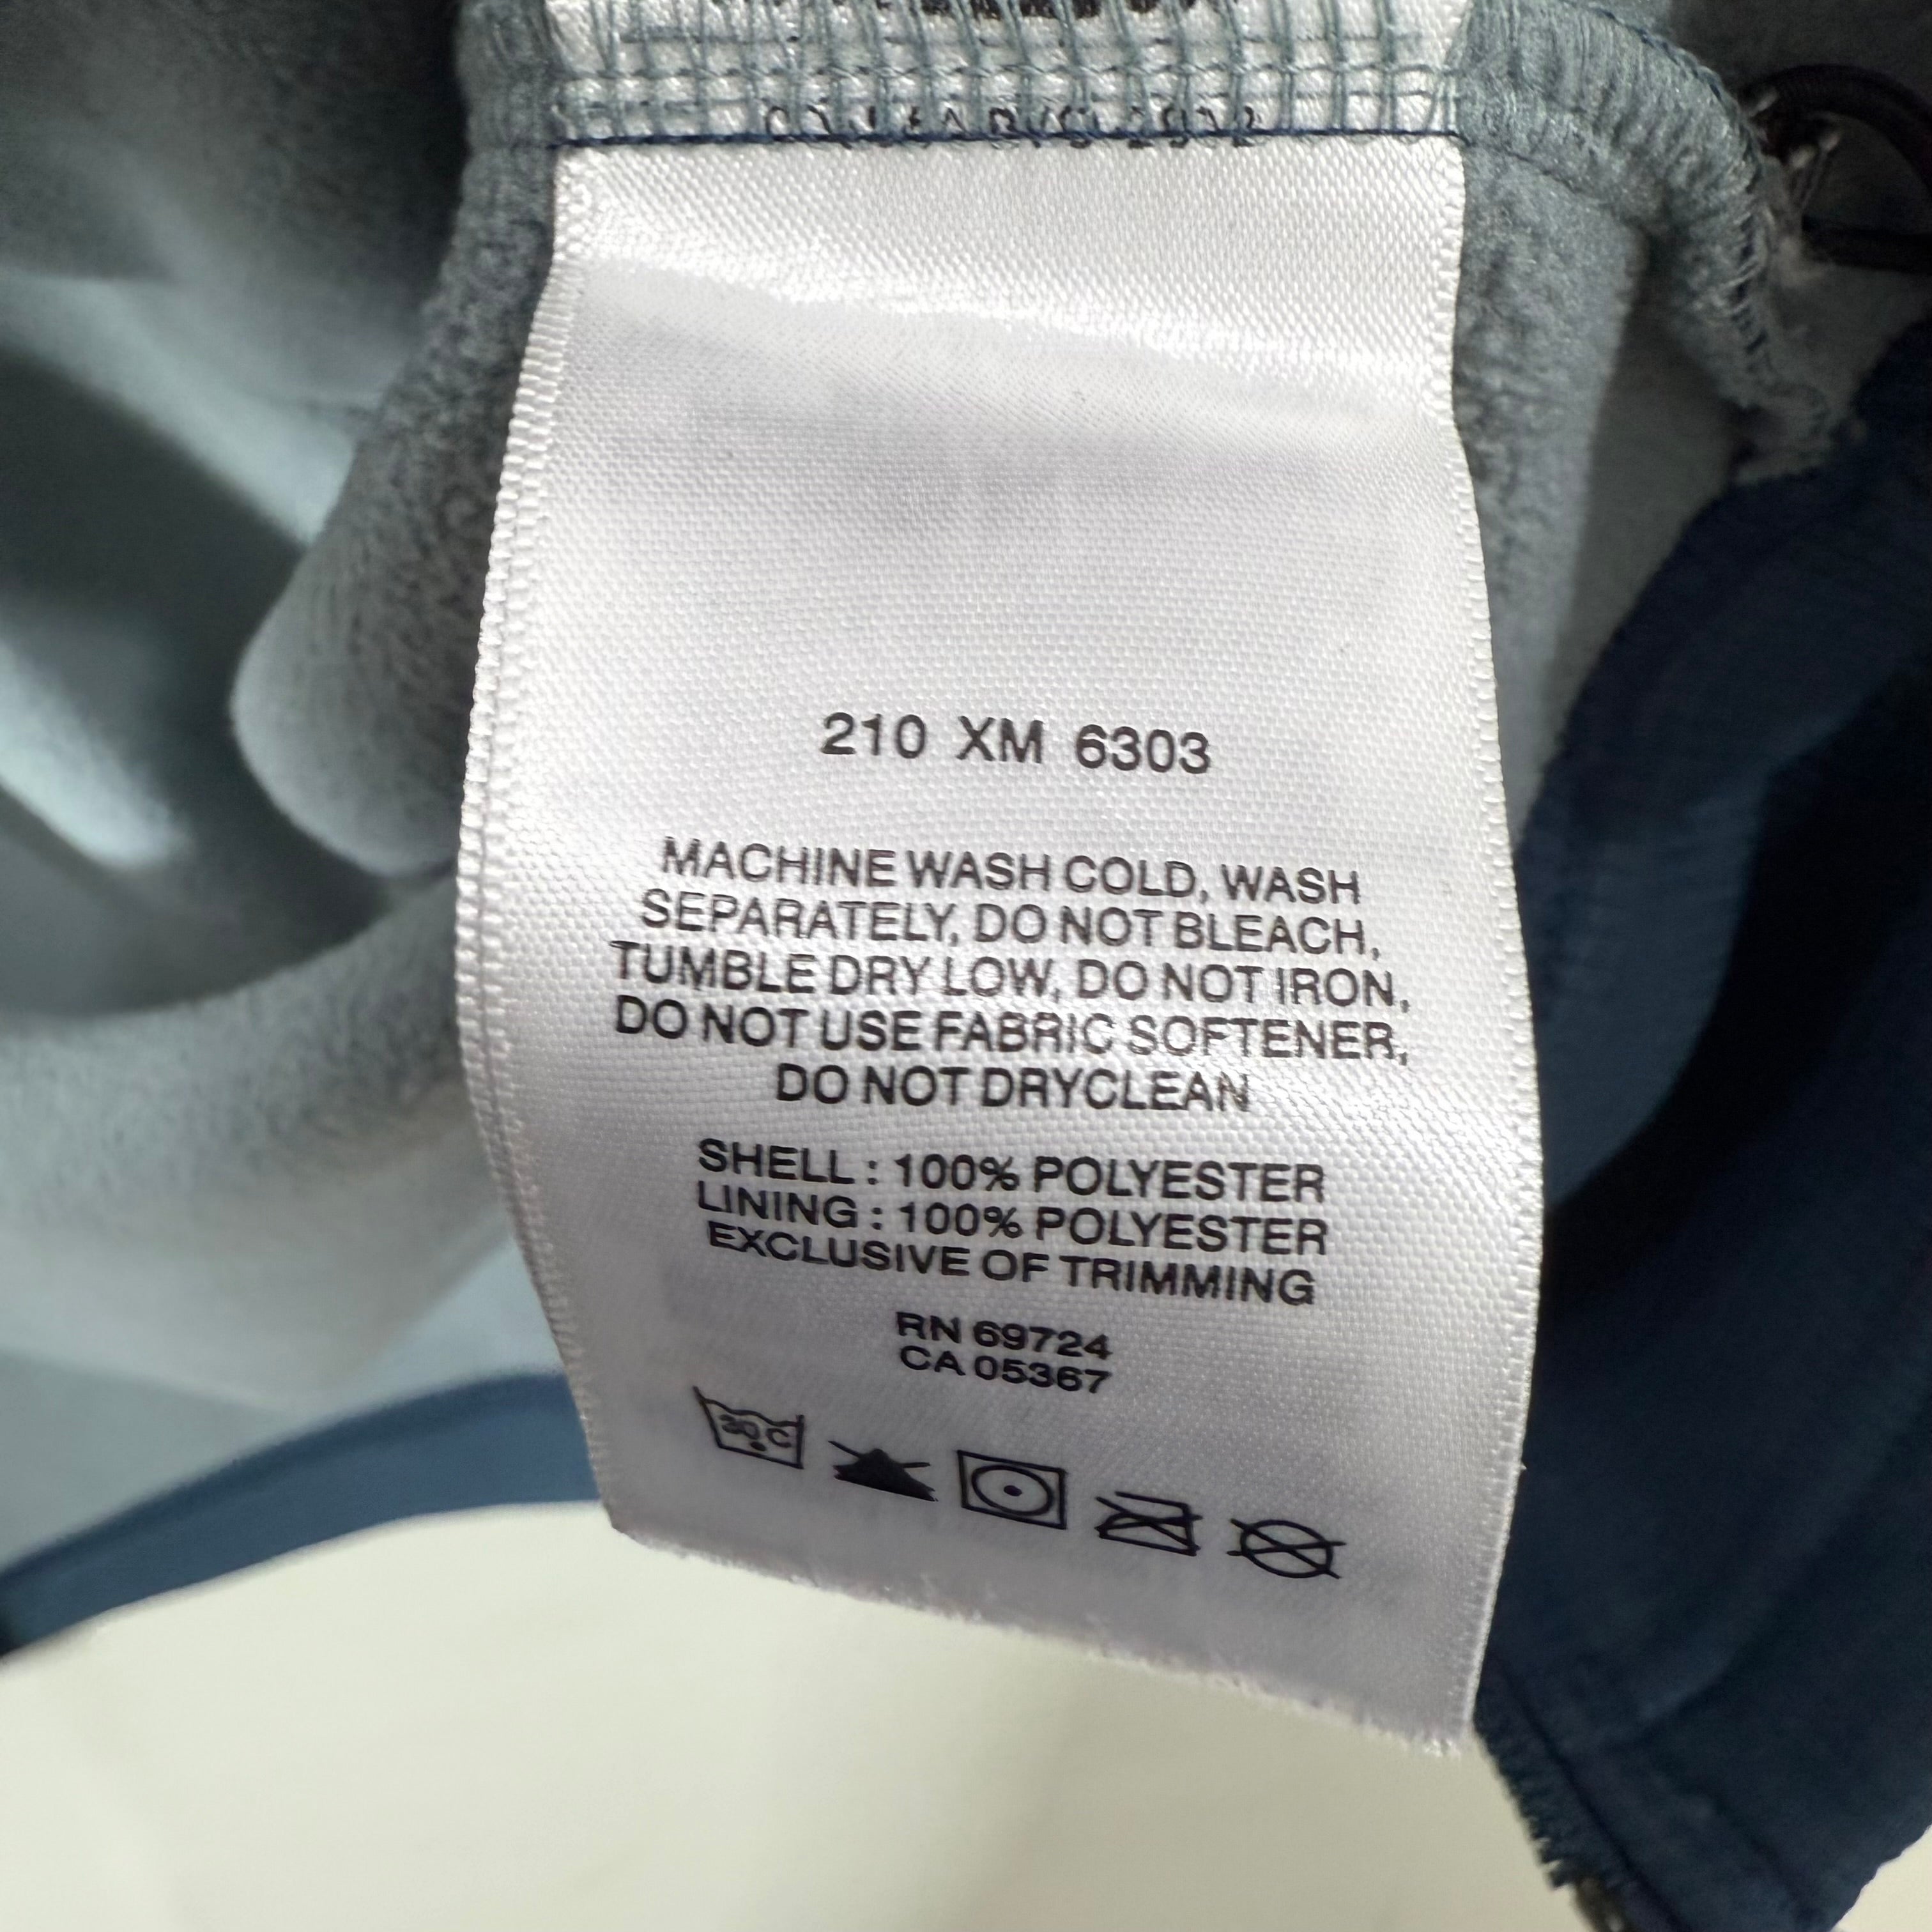 210 XM 6303
MACHINE WASH COLD, WASH
SEPARATELY, DO NOT BLEACH,
TUMBLE DRY LOW, DO NOT IRON,
DO NOT USE FABRIC SOFTENER,
DO NOT DRYCLEAN
SHELL : 100% POLYESTER
LINING : 100% POLYESTER
EXCLUSIVE OF TRIMMING
RN 69724
CA 05367
30°C